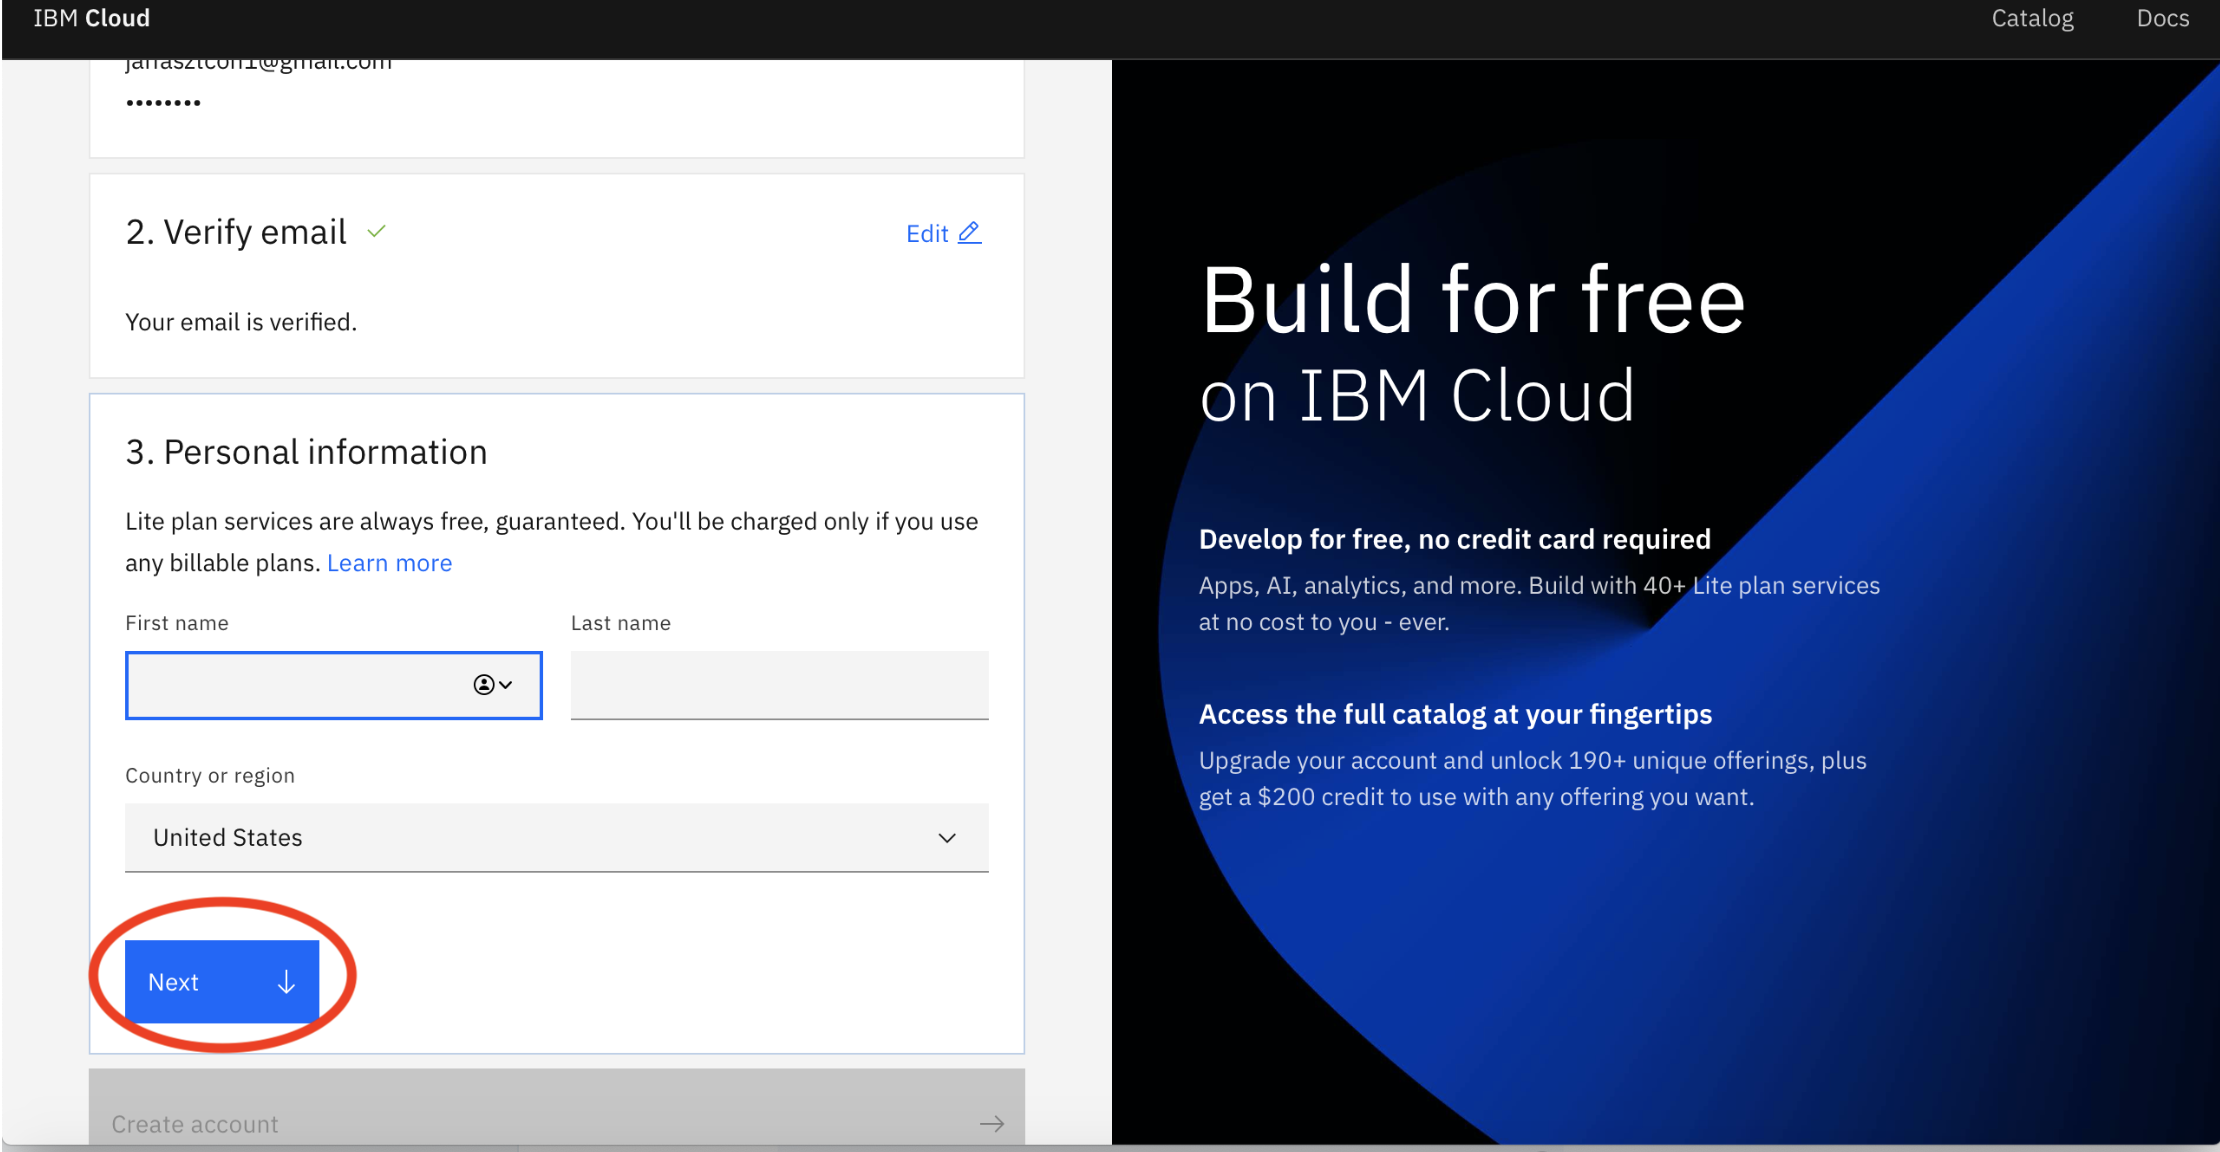 IBM Cloud
Catalog
Docs
••••••••
2. Verify email
Edit
Your email is verified.
3. Personal information
Lite plan services are always free, guaranteed. You'll be charged only if you use
any billable plans. Learn more
First name
Last name
Country or region
United States
Next
Create account
Build for free
on IBM Cloud
Develop for free, no credit card required
Apps, AI, analytics, and more. Build with 40+ Lite plan services
at no cost to you - ever.
Access the full catalog at your fingertips
Upgrade your account and unlock 190+ unique offerings, plus
get a $200 credit to use with any offering you want.